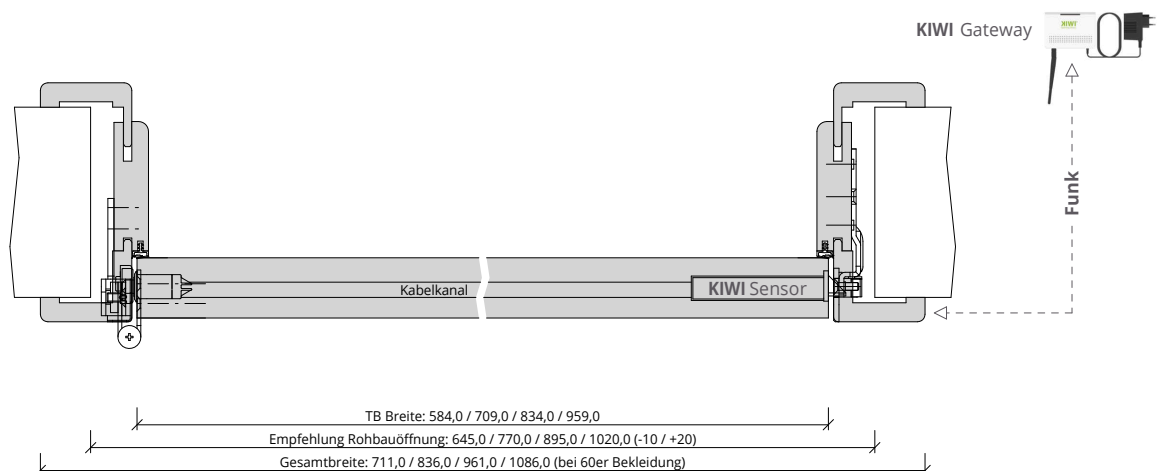 KIWI Gateway
KIWI
Funk
Kabelkanal
KIWI Sensor
TB Breite: 584,0 / 709,0 / 834,0 / 959,0
Empfehlung Rohbauöffnung: 645,0 / 770,0 / 895,0 / 1020,0 (-10 / +20)
Gesamtbreite: 711,0 / 836,0 / 961,0 / 1086,0 (bei 60er Bekleidung)